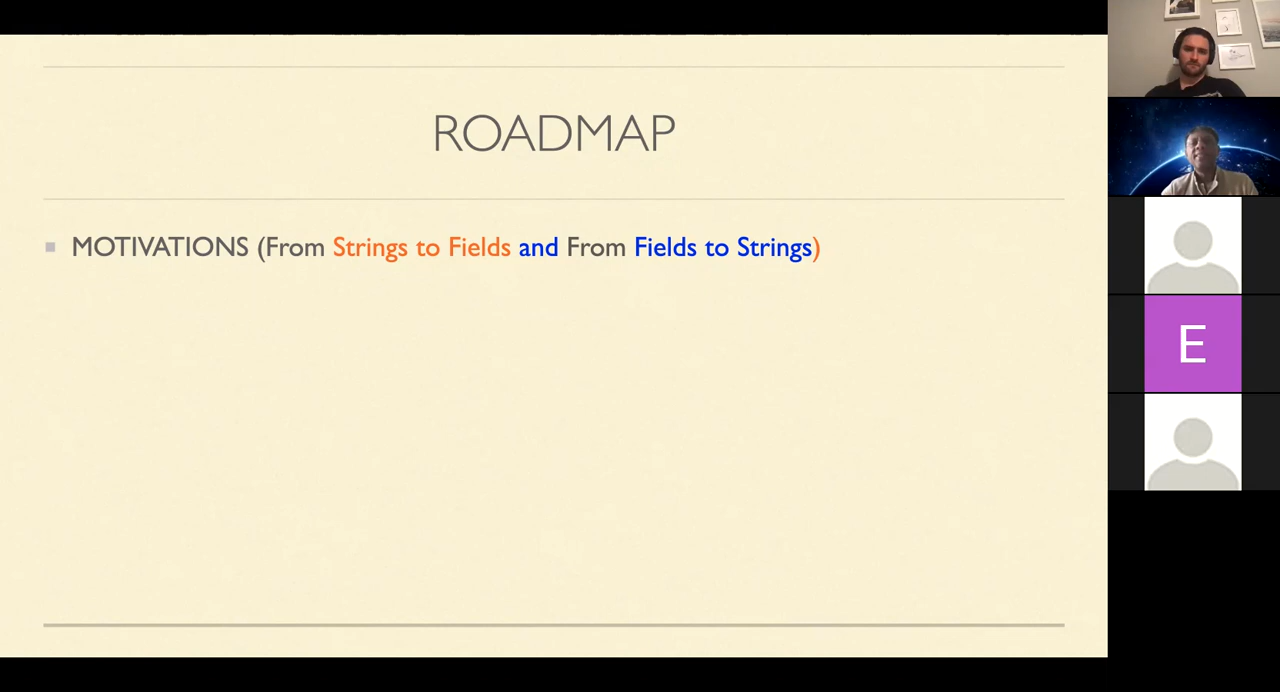 ROADMAP
MOTIVATIONS (From Strings to Fields and From Fields to Strings)
E